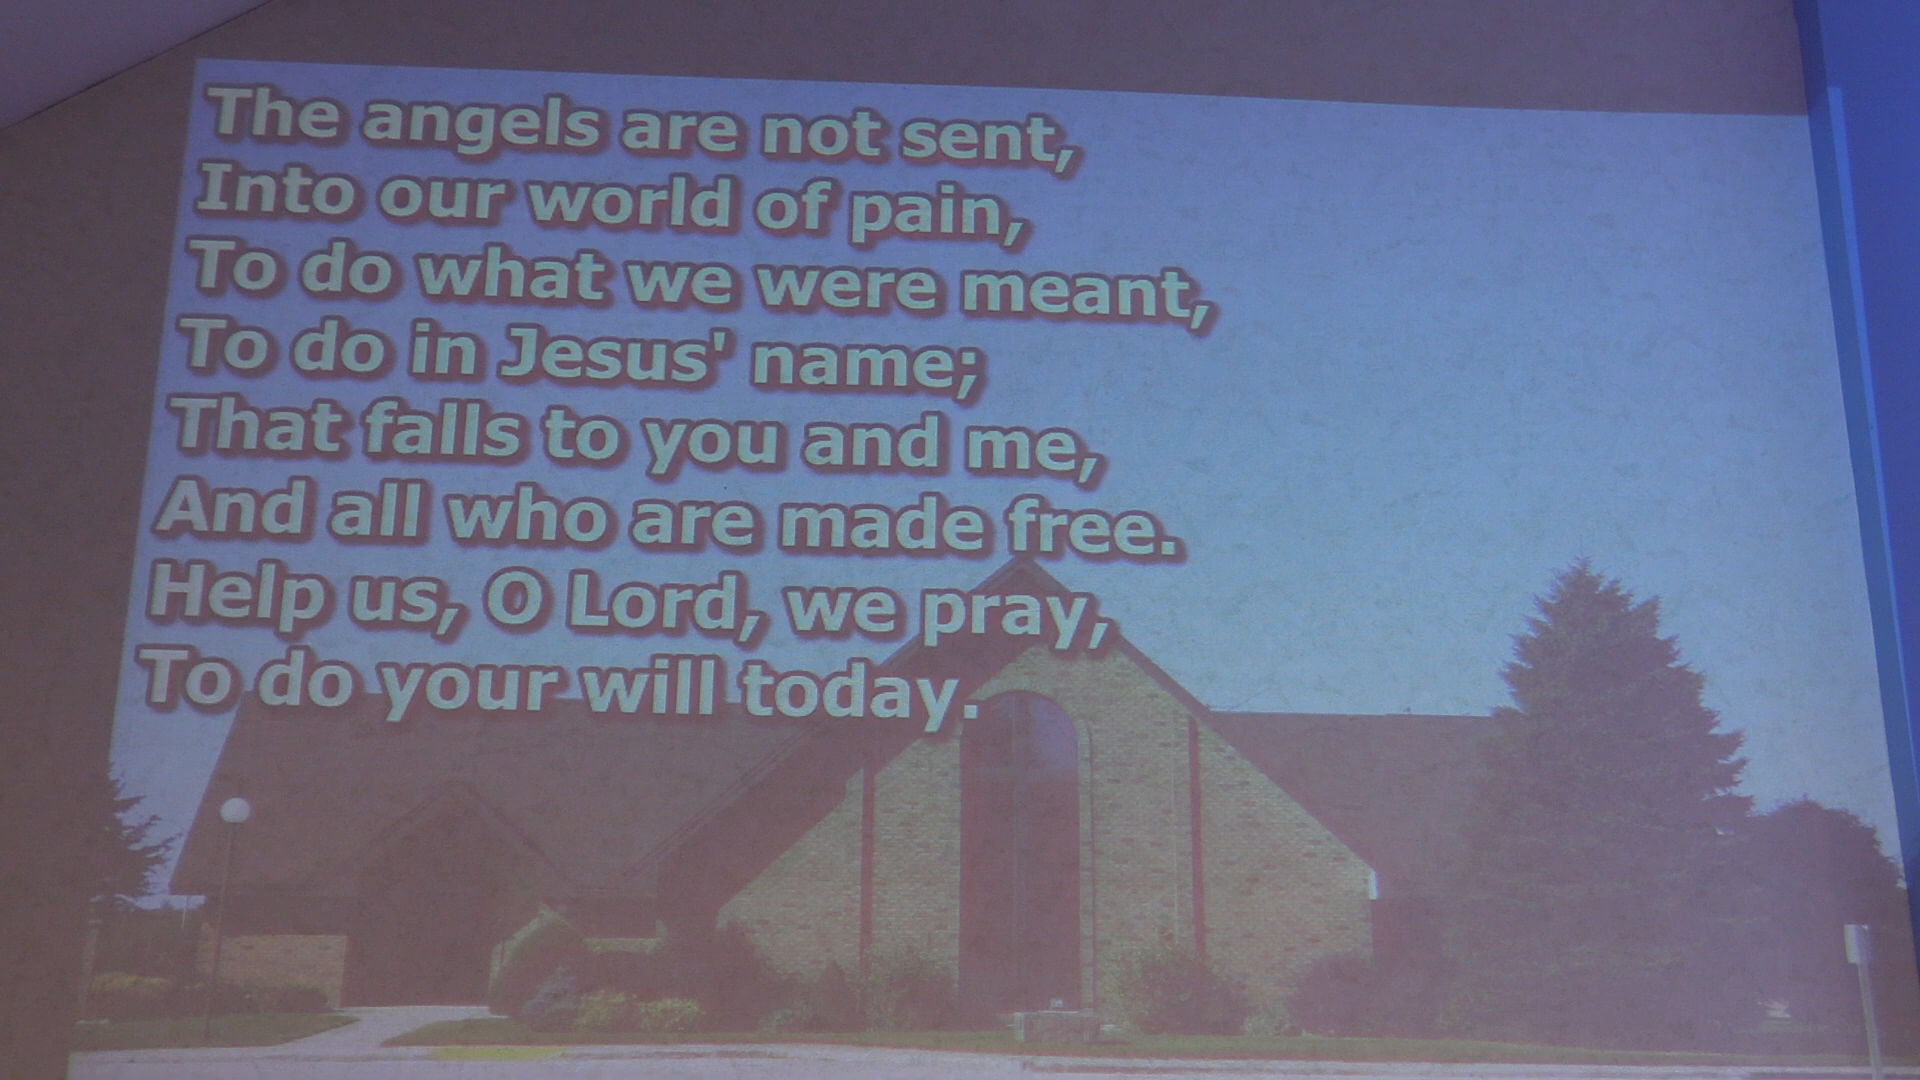 The angels are not sent,
Into our world of pain,
To do what we were meant,
To do in Jesus' name;
That falls to you and me,
And all who are made free.
Help us, O Lord, we pray,
To do your will today.